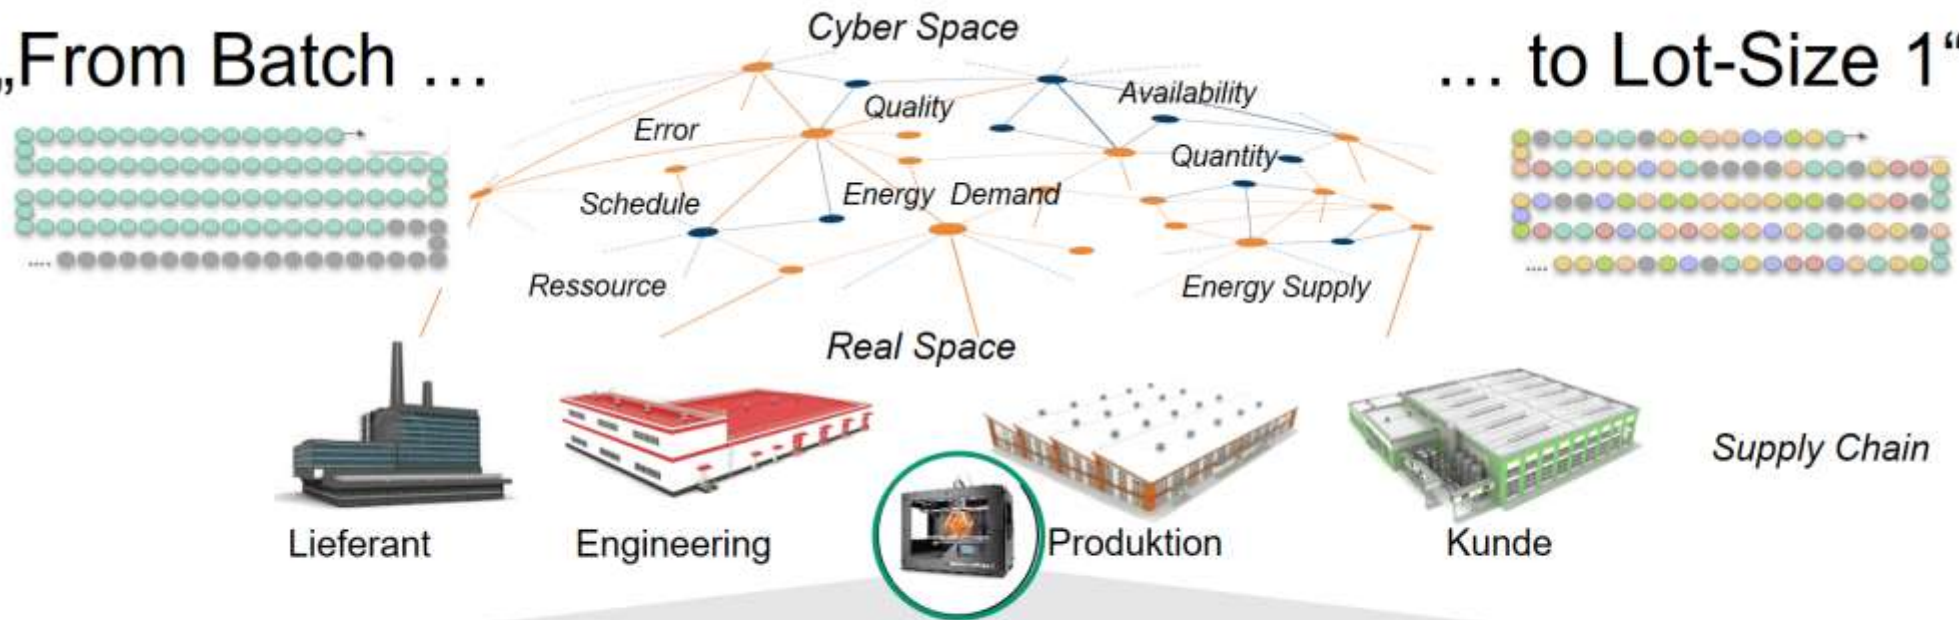 „From Batch ...
Cyber Space
... to Lot-Size 1“
Quality
Availability
Error
Quantity
Schedule
Energy Demand
Ressource
Energy Supply
....
....
Real Space
Supply Chain
Lieferant
Engineering
Produktion
Kunde